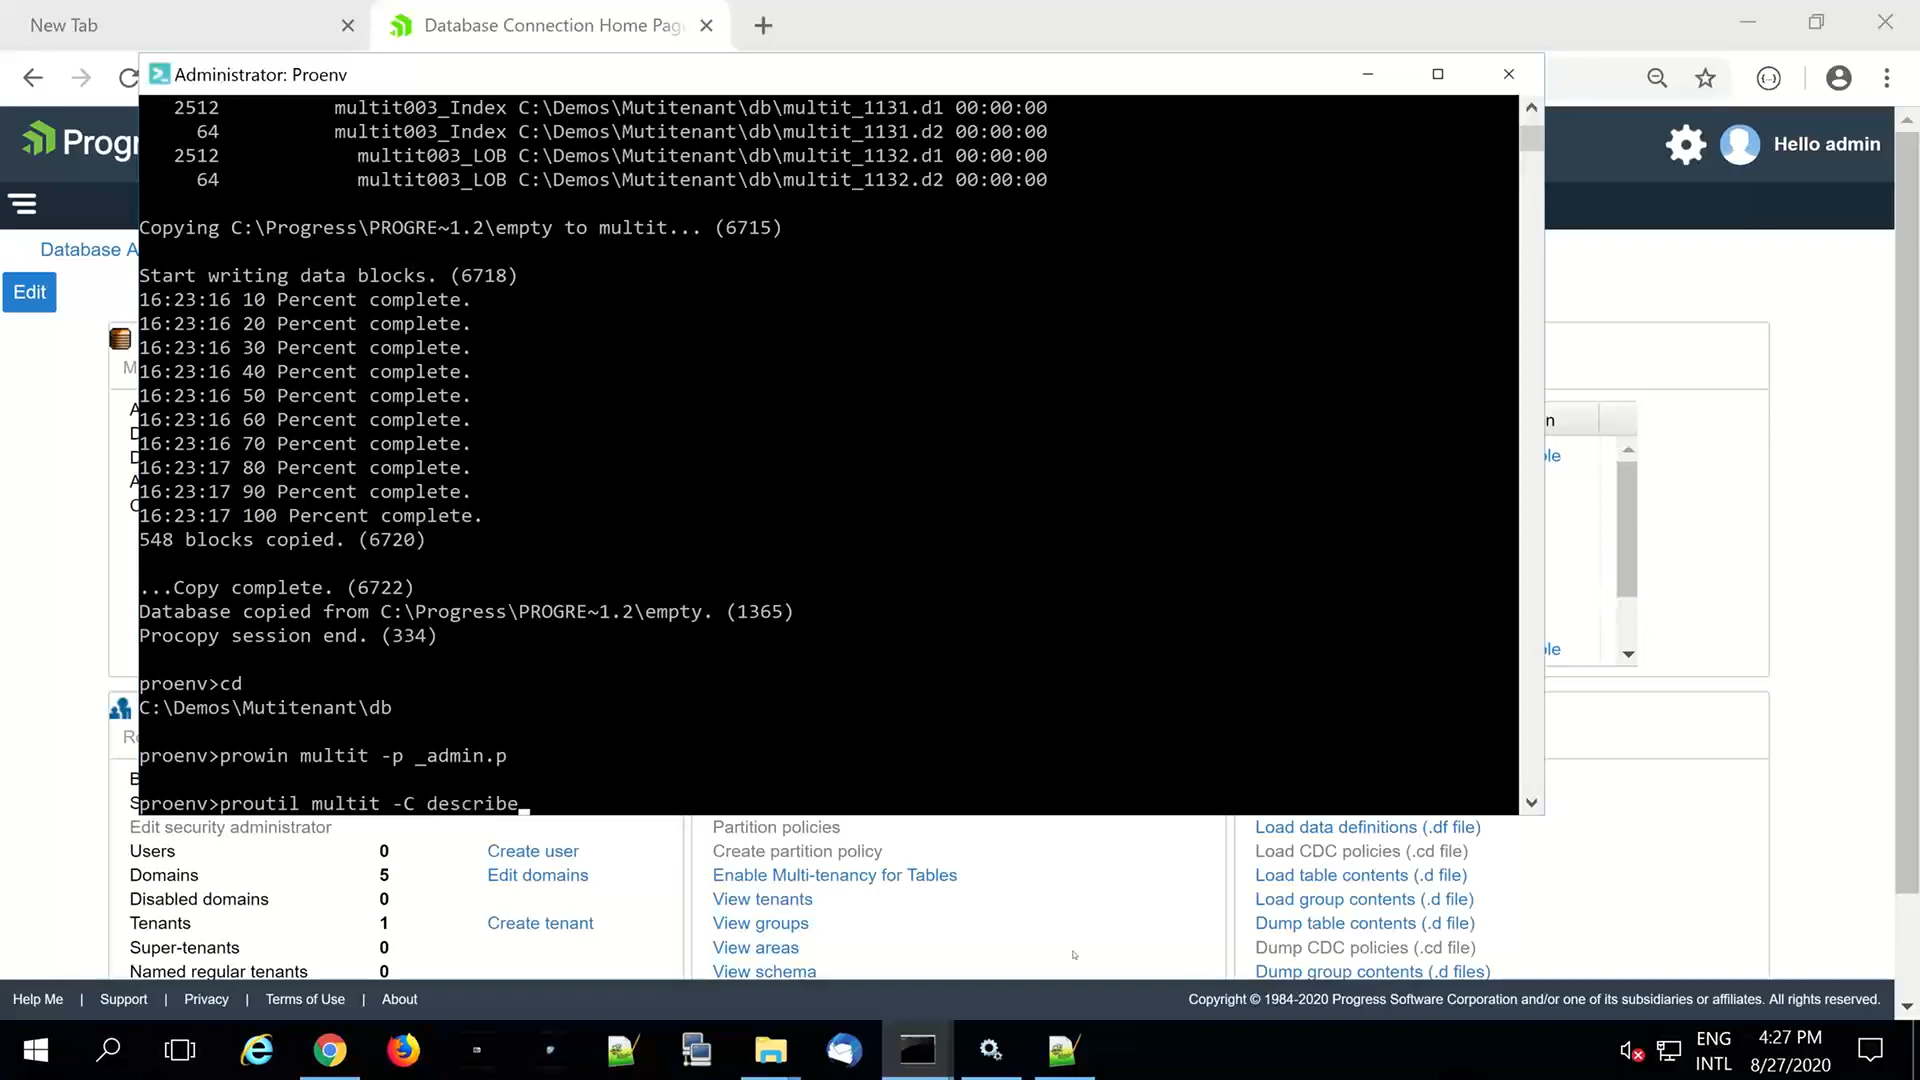 New Tab
Database Connection Home Pag
Administrator: Proenv
Progr
Hello admin
Database A
Edit
2512 multit003_Index C:\Demos\Mutitenant\db\multit_1131.d1 00:00:00
64 multit003_Index C:\Demos\Mutitenant\db\multit_1131.d2 00:00:00
2512 multit003_LOB C:\Demos\Mutitenant\db\multit_1132.d1 00:00:00
64 multit003_LOB C:\Demos\Mutitenant\db\multit_1132.d2 00:00:00
Copying C:\Progress\PROGRE~1.2\empty to multit... (6715)
Start writing data blocks. (6718)
16:23:16 10 Percent complete.
16:23:16 20 Percent complete.
16:23:16 30 Percent complete.
16:23:16 40 Percent complete.
16:23:16 50 Percent complete.
16:23:16 60 Percent complete.
16:23:16 70 Percent complete.
16:23:17 80 Percent complete.
16:23:17 90 Percent complete.
16:23:17 100 Percent complete.
548 blocks copied. (6720)
...Copy complete. (6722)
Database copied from C:\Progress\PROGRE~1.2\empty. (1365)
Procopy session end. (334)
proenv>cd
C:\Demos\Mutitenant\db
proenv>prowin multit -p _admin.p
proenv>proutil multit -C describe_
Edit security administrator
Users 0 Create user
Domains 5 Edit domains
Disabled domains 0
Tenants 1 Create tenant
Super-tenants 0
Named regular tenants 0
Partition policies
Create partition policy
Enable Multi-tenancy for Tables
View tenants
View groups
View areas
View schema
Load data definitions (.df file)
Load CDC policies (.cd file)
Load table contents (.d file)
Load group contents (.d file)
Dump table contents (.d file)
Dump CDC policies (.cd file)
Dump group contents (.d files)
Help Me | Support | Privacy | Terms of Use | About
Copyright © 1984-2020 Progress Software Corporation and/or one of its subsidiaries or affiliates. All rights reserved.
ENG
INTL
4:27 PM
8/27/2020